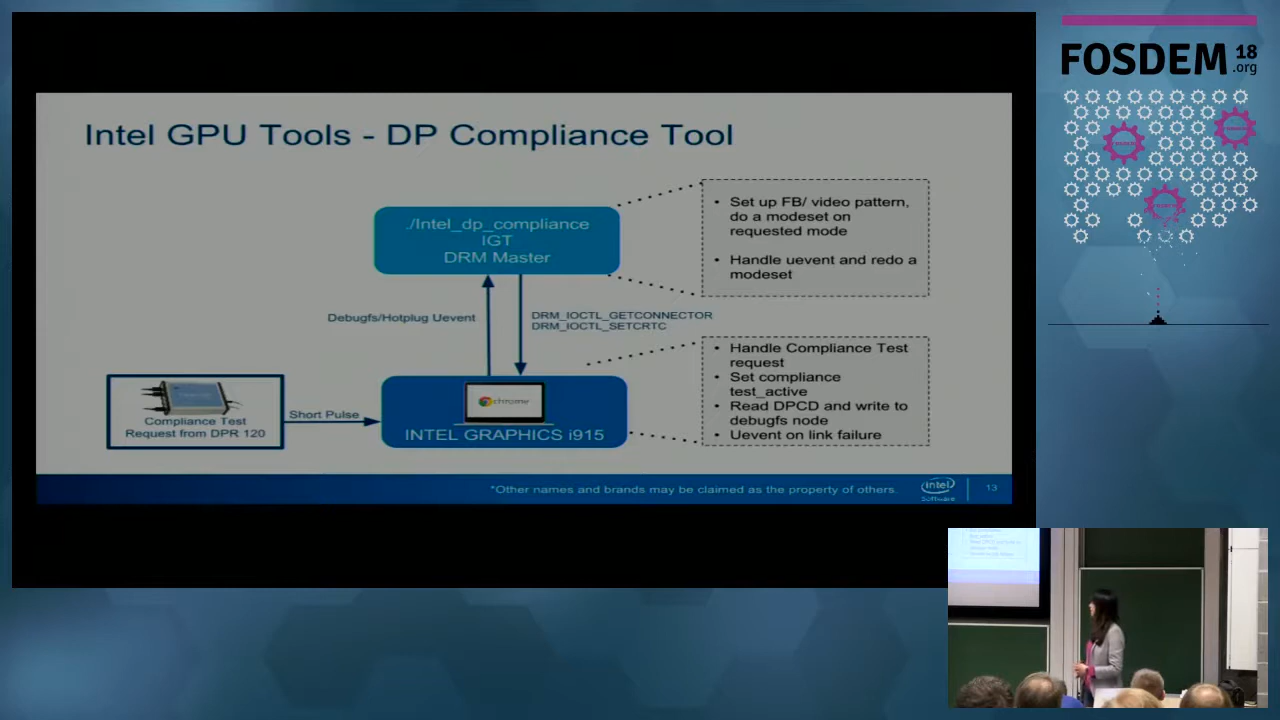 FOSDEM 18
.org
Intel GPU Tools - DP Compliance Tool
./Intel_dp_compliance
IGT
DRM Master
• Set up FB/ video pattern,
do a modeset on
requested mode
• Handle uevent and redo a
modeset
Debugfs/Hotplug Uevent
DRM_IOCTL_GETCONNECTOR
DRM_IOCTL_SETCRTC
• Handle Compliance Test
request
• Set compliance
test_active
• Read DPCD and write to
debugfs node
• Uevent on link failure
Compliance Test
Request from DPR 120
Short Pulse
chrome
INTEL GRAPHICS i915
*Other names and brands may be claimed as the property of others.
intel
Software
13